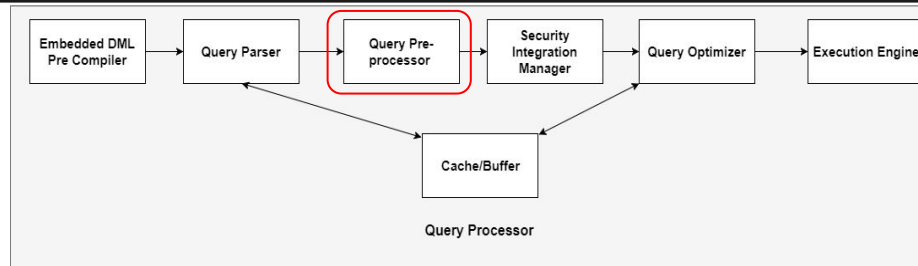 Embedded DML
Pre Compiler
Query Parser
Query Pre-
processor
Security
Integration
Manager
Query Optimizer
Execution Engine
Cache/Buffer
Query Processor